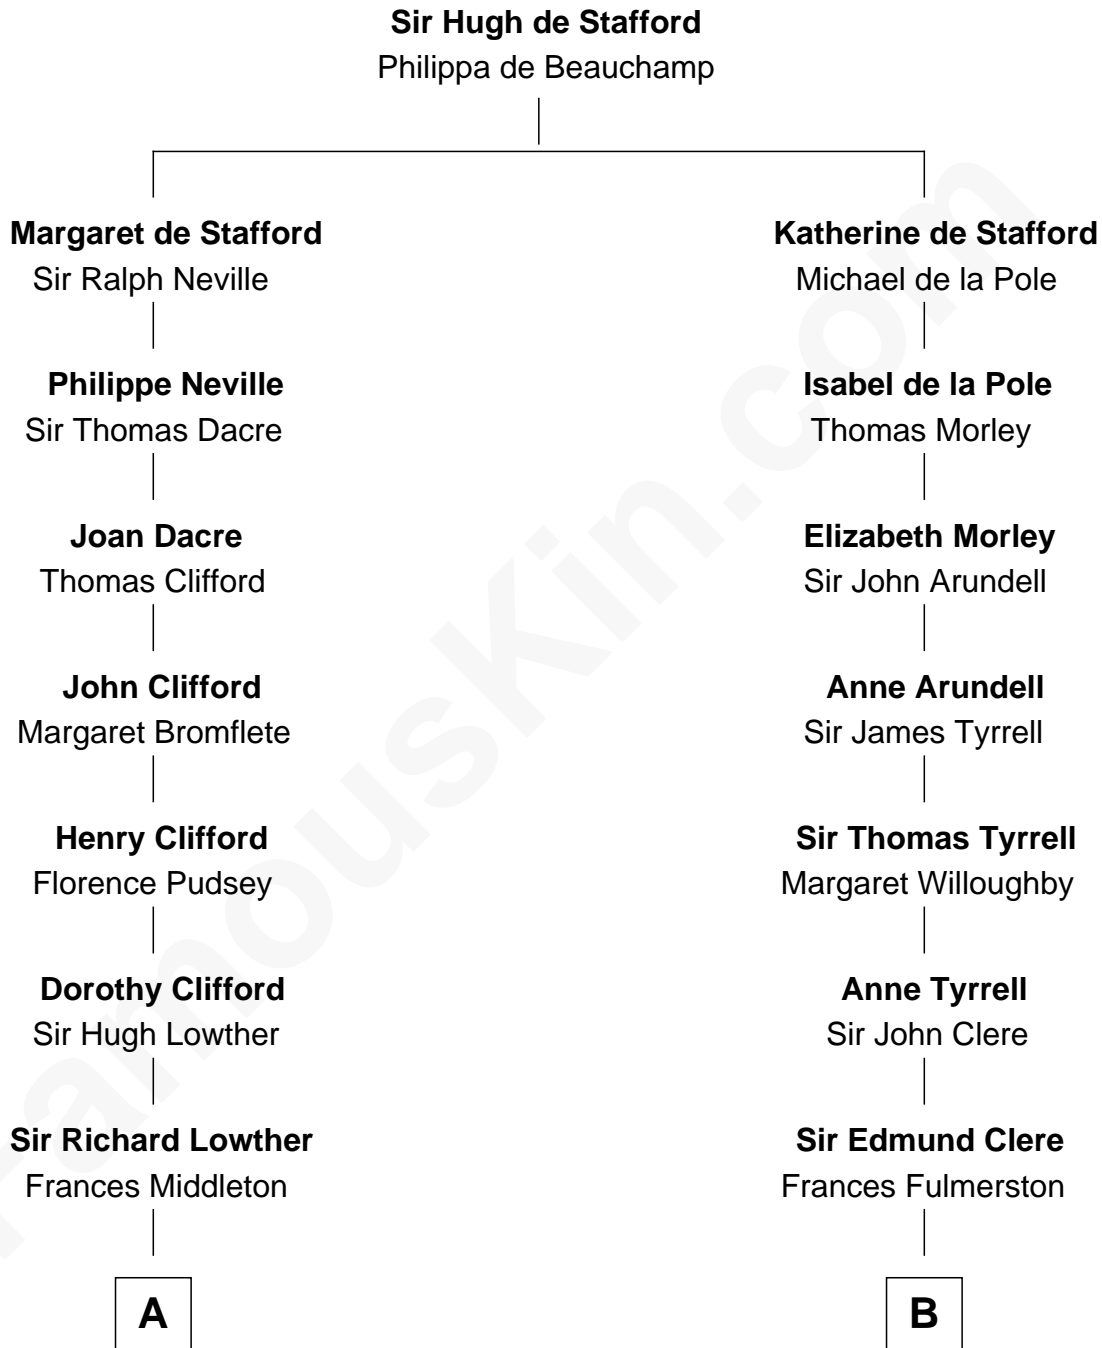 Sir Hugh de Stafford
Philippa de Beauchamp
Margaret de Stafford
Sir Ralph Neville
Katherine de Stafford
Michael de la Pole
Philippe Neville
Sir Thomas Dacre
Isabel de la Pole
Thomas Morley
Joan Dacre
Thomas Clifford
Elizabeth Morley
Sir John Arundell
John Clifford
Margaret Bromflete
Anne Arundell
Sir James Tyrrell
Henry Clifford
Florence Pudsey
Sir Thomas Tyrrell
Margaret Willoughby
Dorothy Clifford
Sir Hugh Lowther
Anne Tyrrell
Sir John Clere
Sir Richard Lowther
Frances Middleton
Sir Edmund Clere
Frances Fulmerston
A
B
FamousKin.com